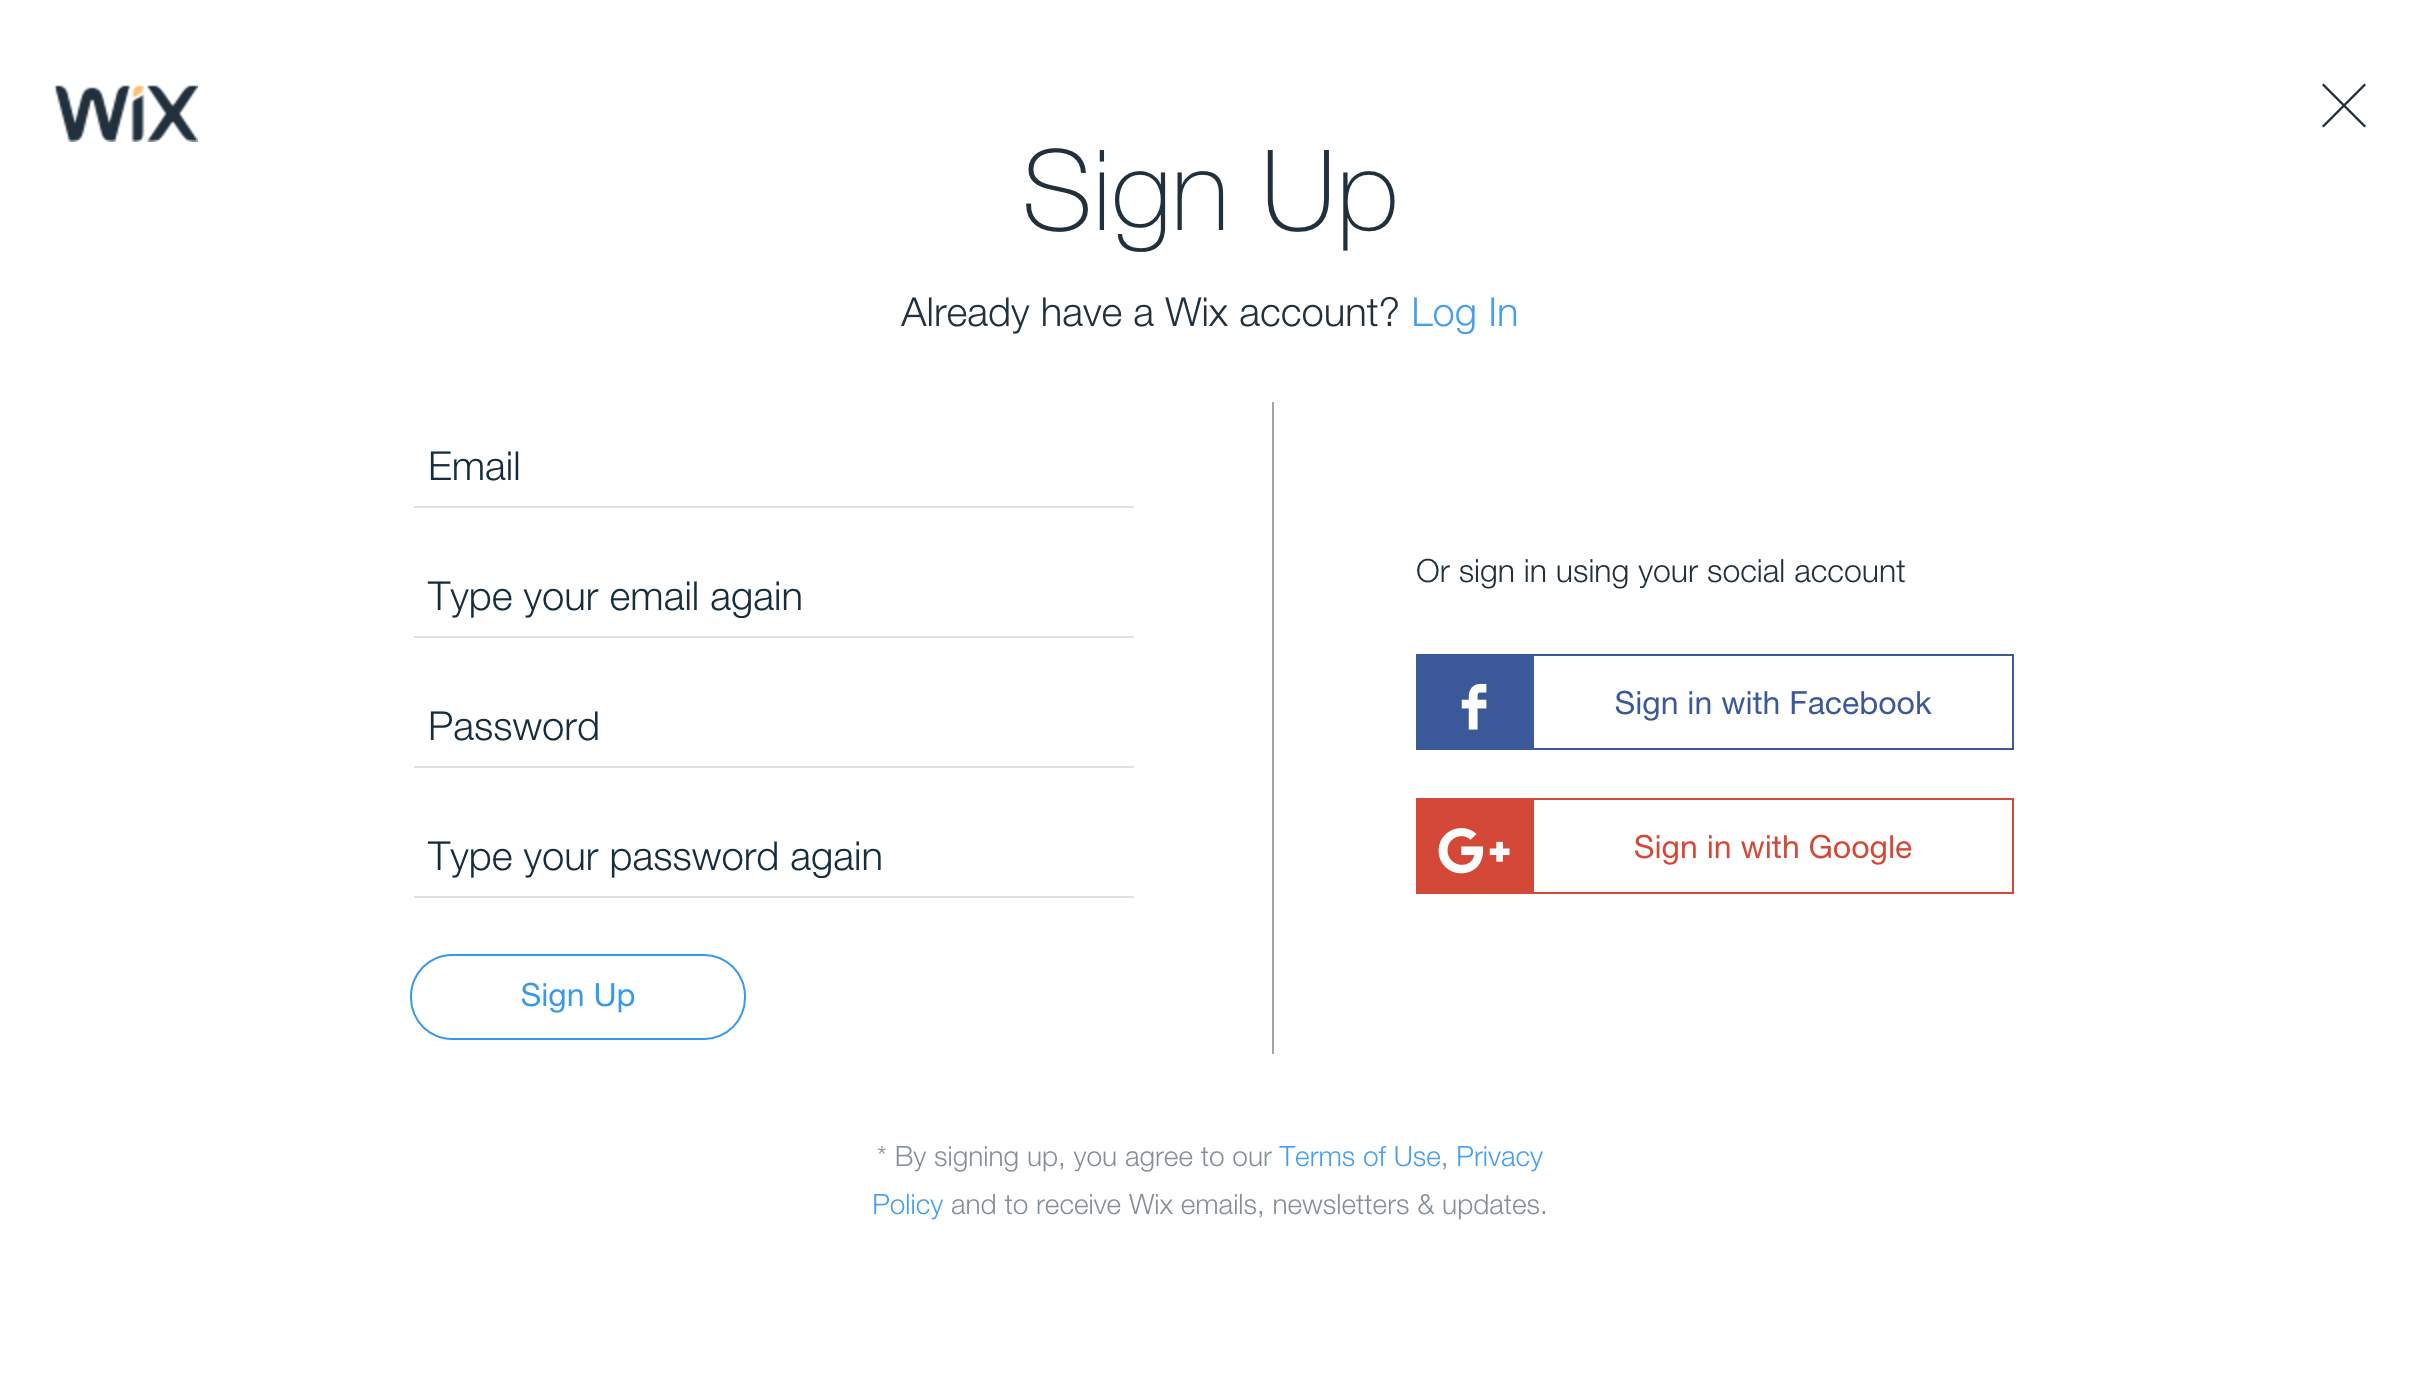 WiX
Sign Up
Already have a Wix account? Log In
Email
Type your email again
Password
Type your password again
Sign Up
Or sign in using your social account
f Sign in with Facebook
G+ Sign in with Google
* By signing up, you agree to our Terms of Use, Privacy
Policy and to receive Wix emails, newsletters & updates.